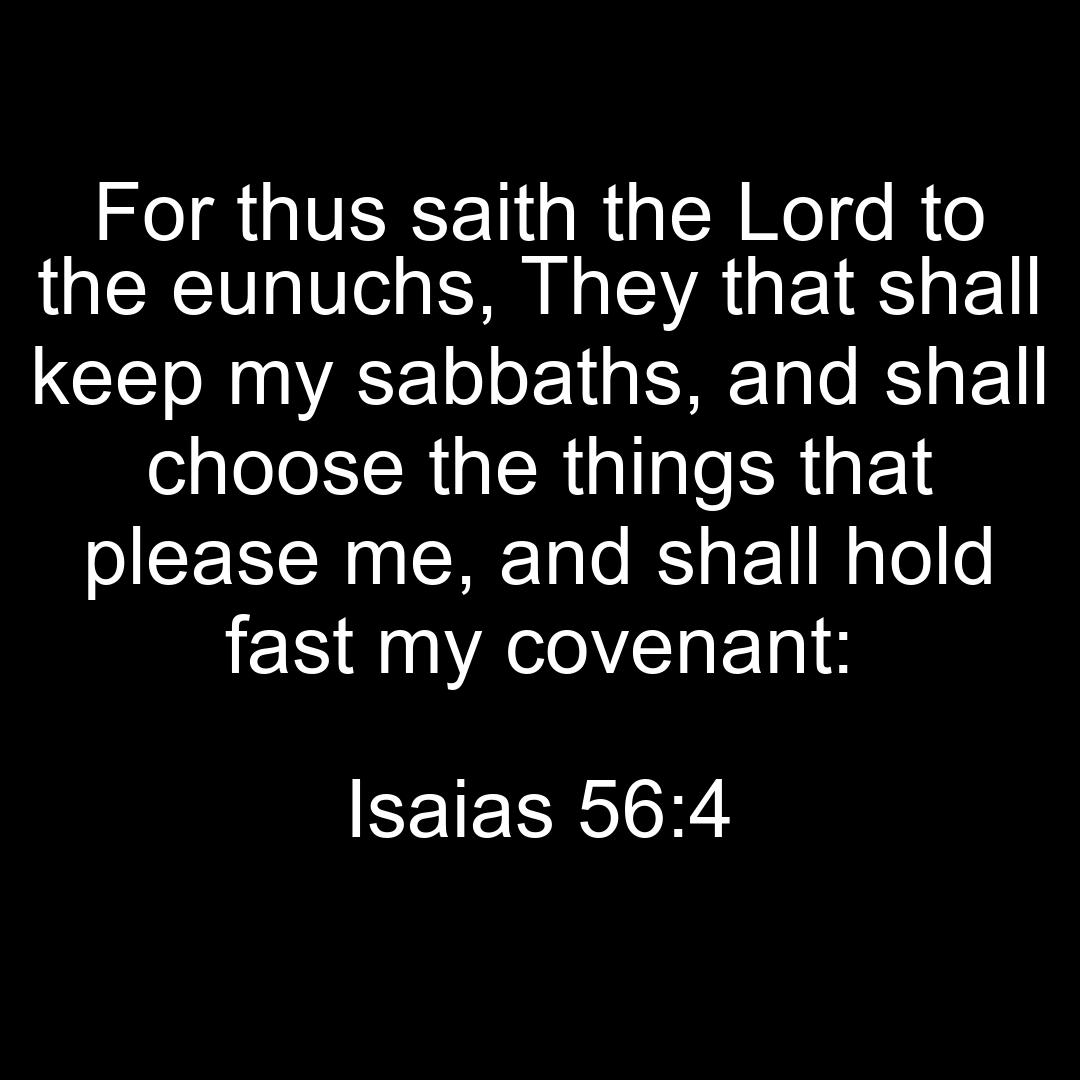 For thus saith the Lord to
the eunuchs, They that shall
keep my sabbaths, and shall
choose the things that
please me, and shall hold
fast my covenant:
Isaias 56:4